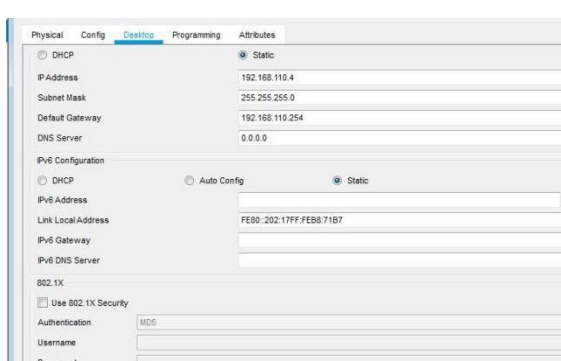 Physical Config Desktop Programming Attributes
DHCP Static
IP Address 192.168.110.4
Subnet Mask 255.255.255.0
Default Gateway 192.168.110.254
DNS Server 0.0.0.0
IPv6 Configuration
DHCP Auto Config Static
IPv6 Address
Link Local Address FE80::202:17FF:FEB8:71B7
IPv6 Gateway
IPv6 DNS Server
802.1X
Use 802.1X Security
Authentication MD5
Username